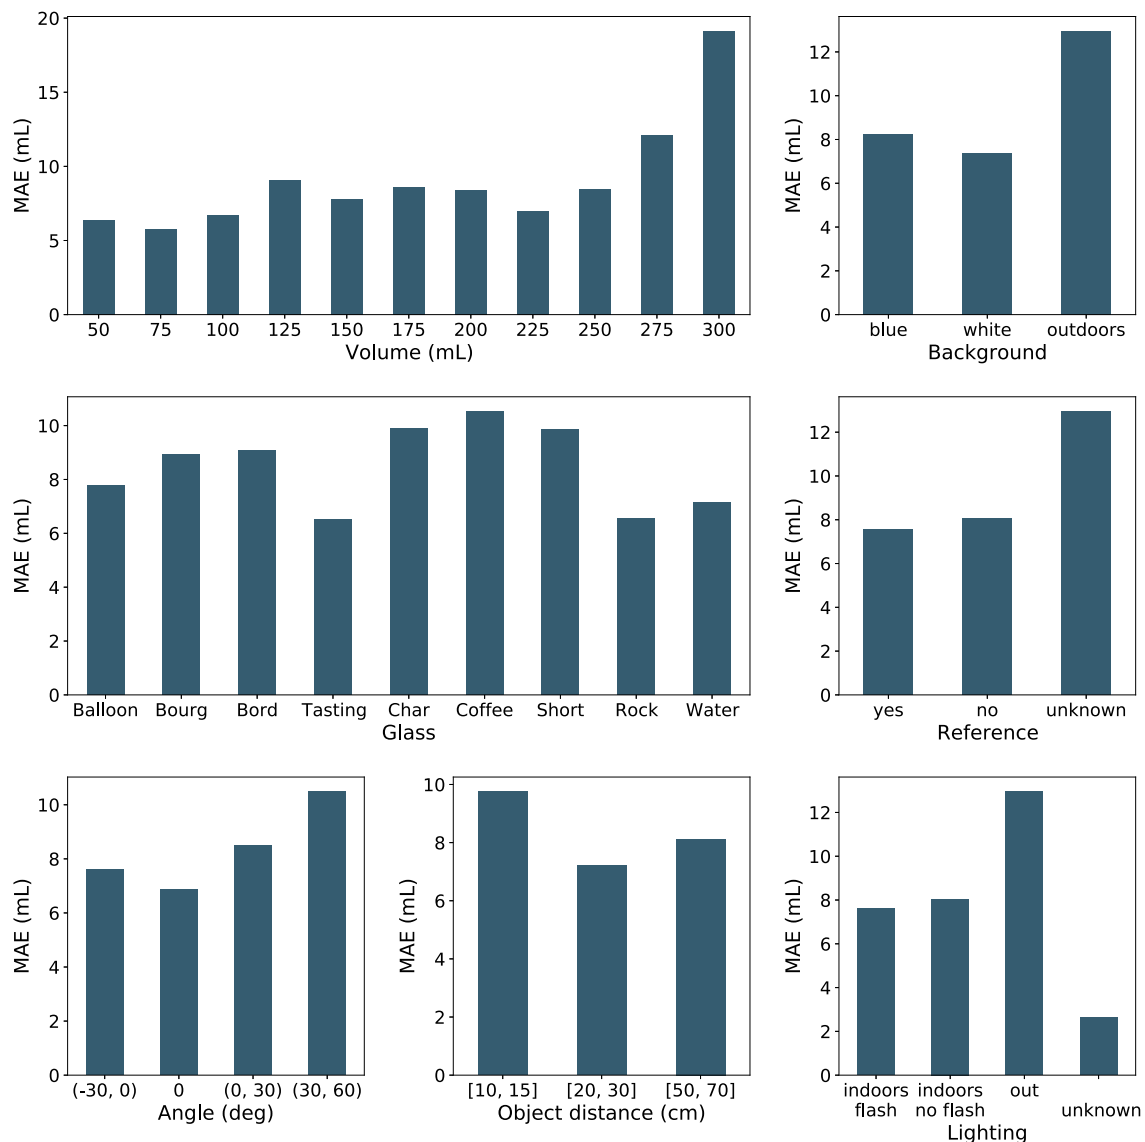 MAE (mL)
20
15
10
5
0
50 75 100 125 150 175 200 225 250 275 300
Volume (mL)
MAE (mL)
12
10
8
6
4
2
0
blue white outdoors
Background
MAE (mL)
10
8
6
4
2
0
Balloon Bourg Bord Tasting Char Coffee Short Rock Water
Glass
MAE (mL)
12
10
8
6
4
2
0
yes no unknown
Reference
MAE (mL)
10
8
6
4
2
0
(-30, 0) 0 (0, 30) (30, 60)
Angle (deg)
MAE (mL)
10
8
6
4
2
0
[10, 15] [20, 30] [50, 70]
Object distance (cm)
MAE (mL)
12
10
8
6
4
2
0
indoors indoors out
flash no flash unknown
Lighting